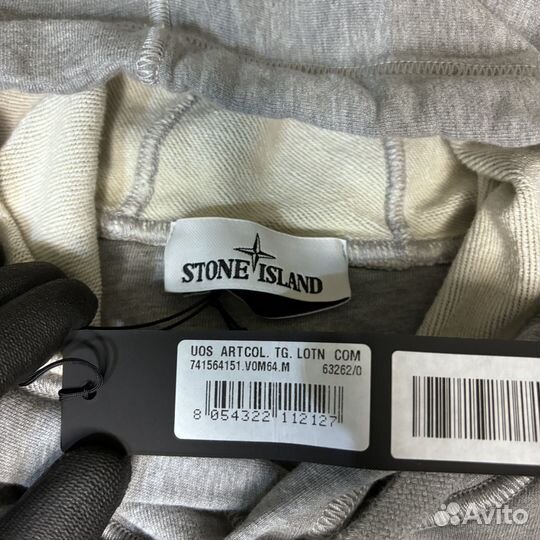 STONE ISLAND
UOS ARTCOL. TG. LOTN COM
741564151.V0M64.M 63262/0
8 054322 112127
Avito